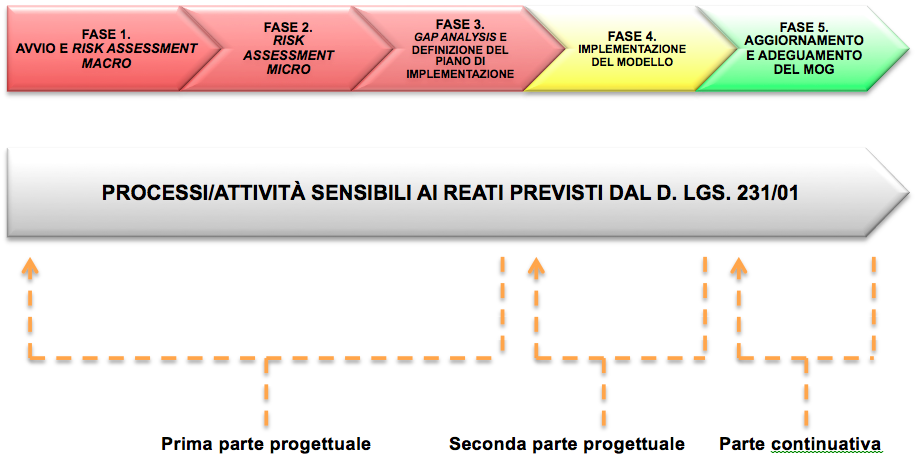 FASE 1.
AVVIO E RISK ASSESSMENT
MACRO
FASE 2.
RISK
ASSESSMENT
MICRO
FASE 3.
GAP ANALYSIS E
DEFINIZIONE DEL
PIANO DI
IMPLEMENTAZIONE
FASE 4.
IMPLEMENTAZIONE
DEL MODELLO
FASE 5.
AGGIORNAMENTO
E ADEGUAMENTO
DEL MOG
PROCESSI/ATTIVITÀ SENSIBILI AI REATI PREVISTI DAL D. LGS. 231/01
Prima parte progettuale
Seconda parte progettuale
Parte continuativa